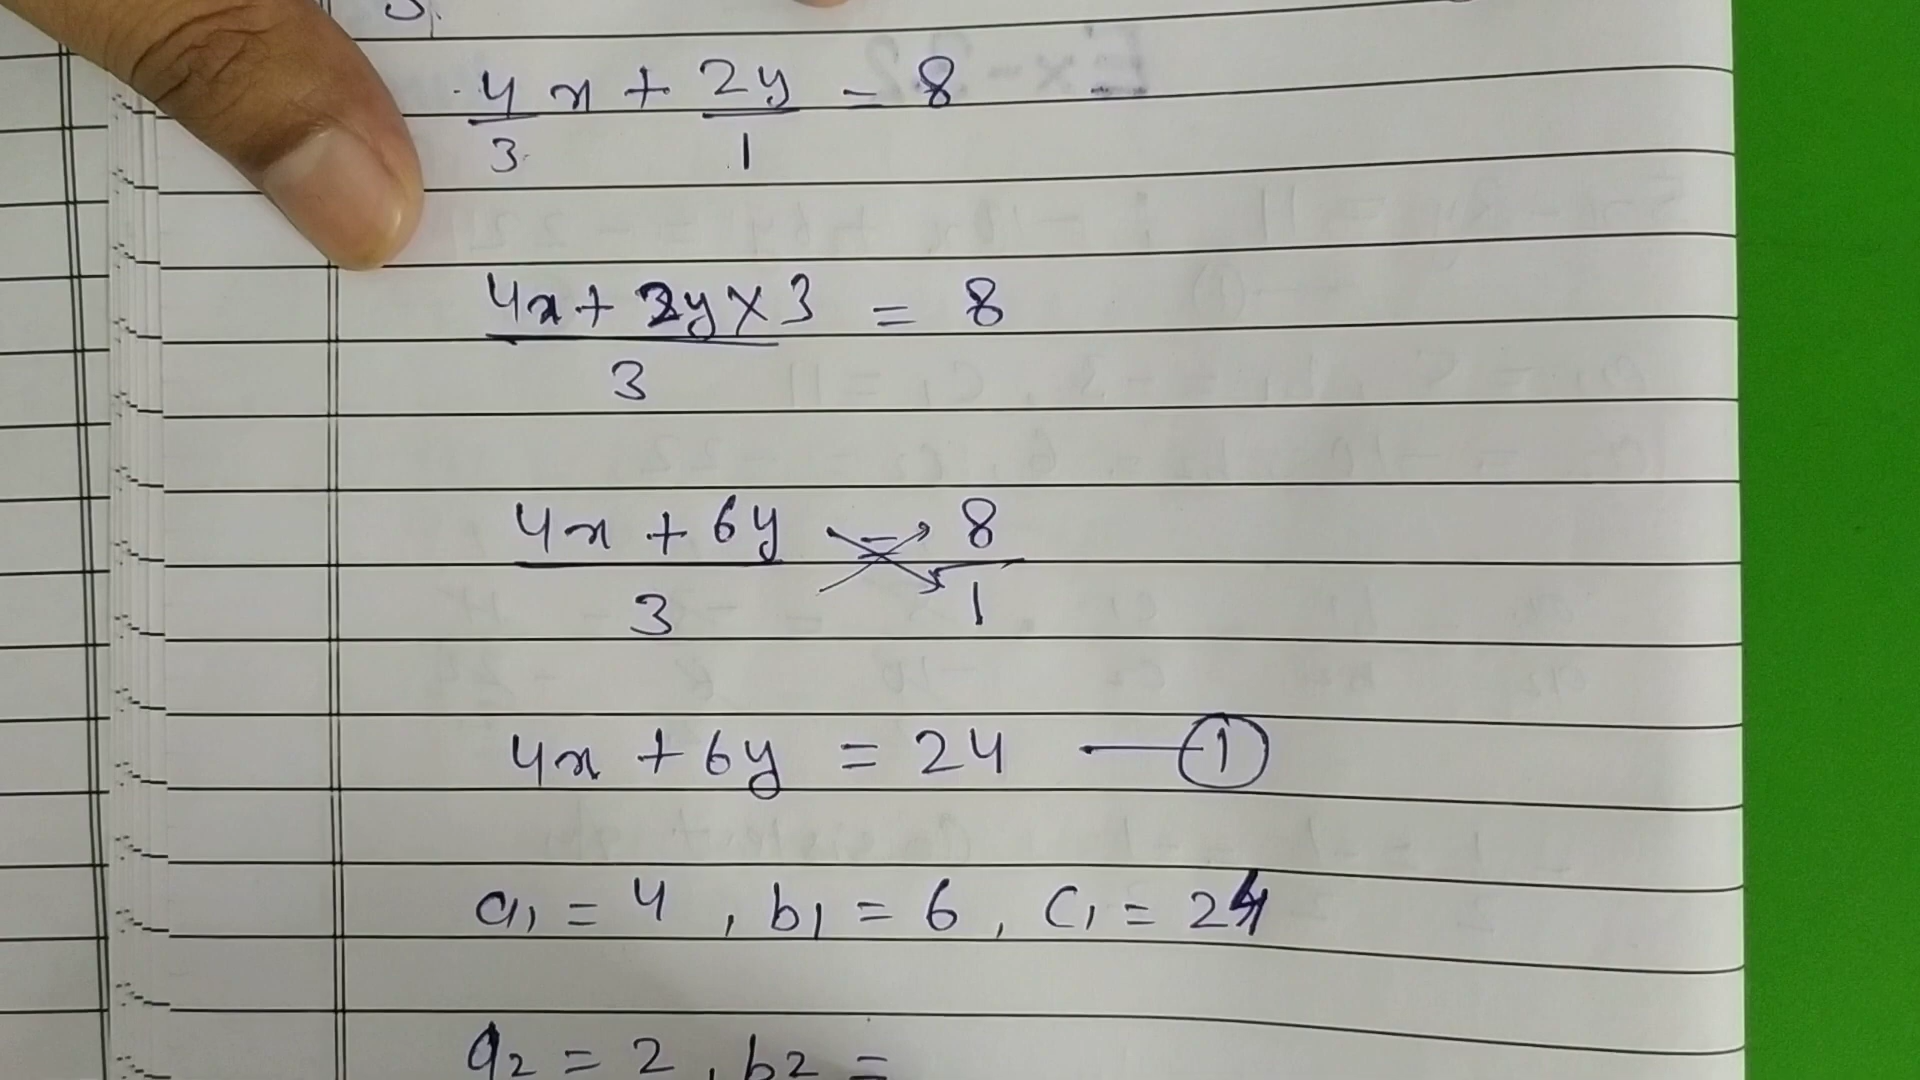 4/3 x + 2y/1 = 8
4x + 2y × 3 / 3 = 8
4x + 6y / 3 = 8/1
4x + 6y = 24 — ①
a₁ = 4 , b₁ = 6 , C₁ = 24
a₂ = 2 , b₂ =